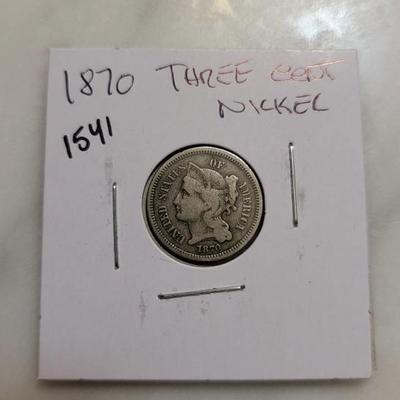 1870 THREE CENT
NICKEL
1541
UNITED STATES OF AMERICA
1870